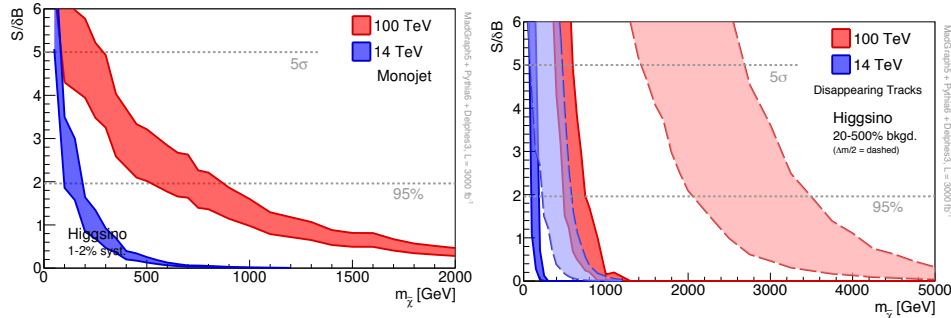 S/δB
6
5
4
3
2
1
0
0
500
1000
1500
2000
m_χ̃ [GeV]
100 TeV
14 TeV
Monojet
5σ
95%
Higgsino
1-2% syst.
MadGraph5 + Pythia6 + Delphes3, L = 3000 fb⁻¹
S/δB
6
5
4
3
2
1
0
0
1000
2000
3000
4000
5000
m_χ̃ [GeV]
100 TeV
14 TeV
5σ
Disappearing Tracks
Higgsino
20-500% bkgd.
(Δm/2 = dashed)
95%
MadGraph5 + Pythia6 + Delphes3, L = 3000 fb⁻¹